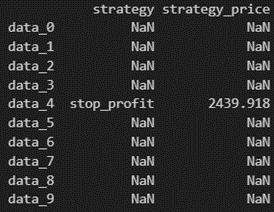 strategy strategy_price
data_0 NaN NaN
data_1 NaN NaN
data_2 NaN NaN
data_3 NaN NaN
data_4 stop_profit 2439.918
data_5 NaN NaN
data_6 NaN NaN
data_7 NaN NaN
data_8 NaN NaN
data_9 NaN NaN